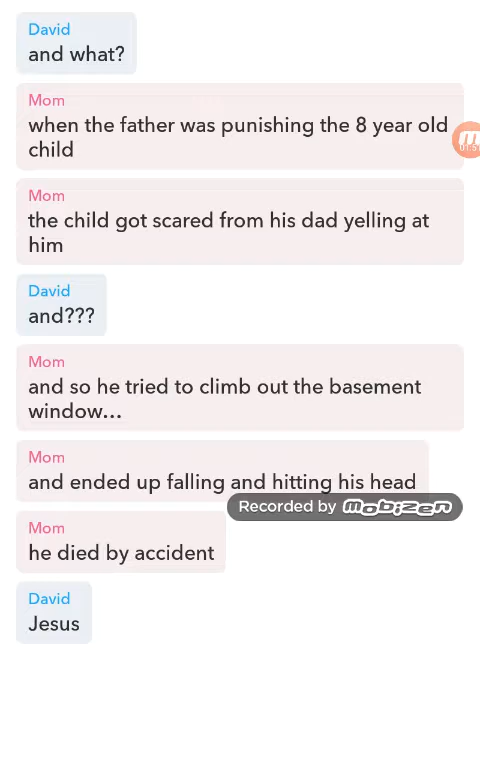 David
and what?
Mom
when the father was punishing the 8 year old
child
Mom
the child got scared from his dad yelling at
him
David
and???
Mom
and so he tried to climb out the basement
window...
Mom
and ended up falling and hitting his head
Recorded by mobizen
Mom
he died by accident
David
Jesus